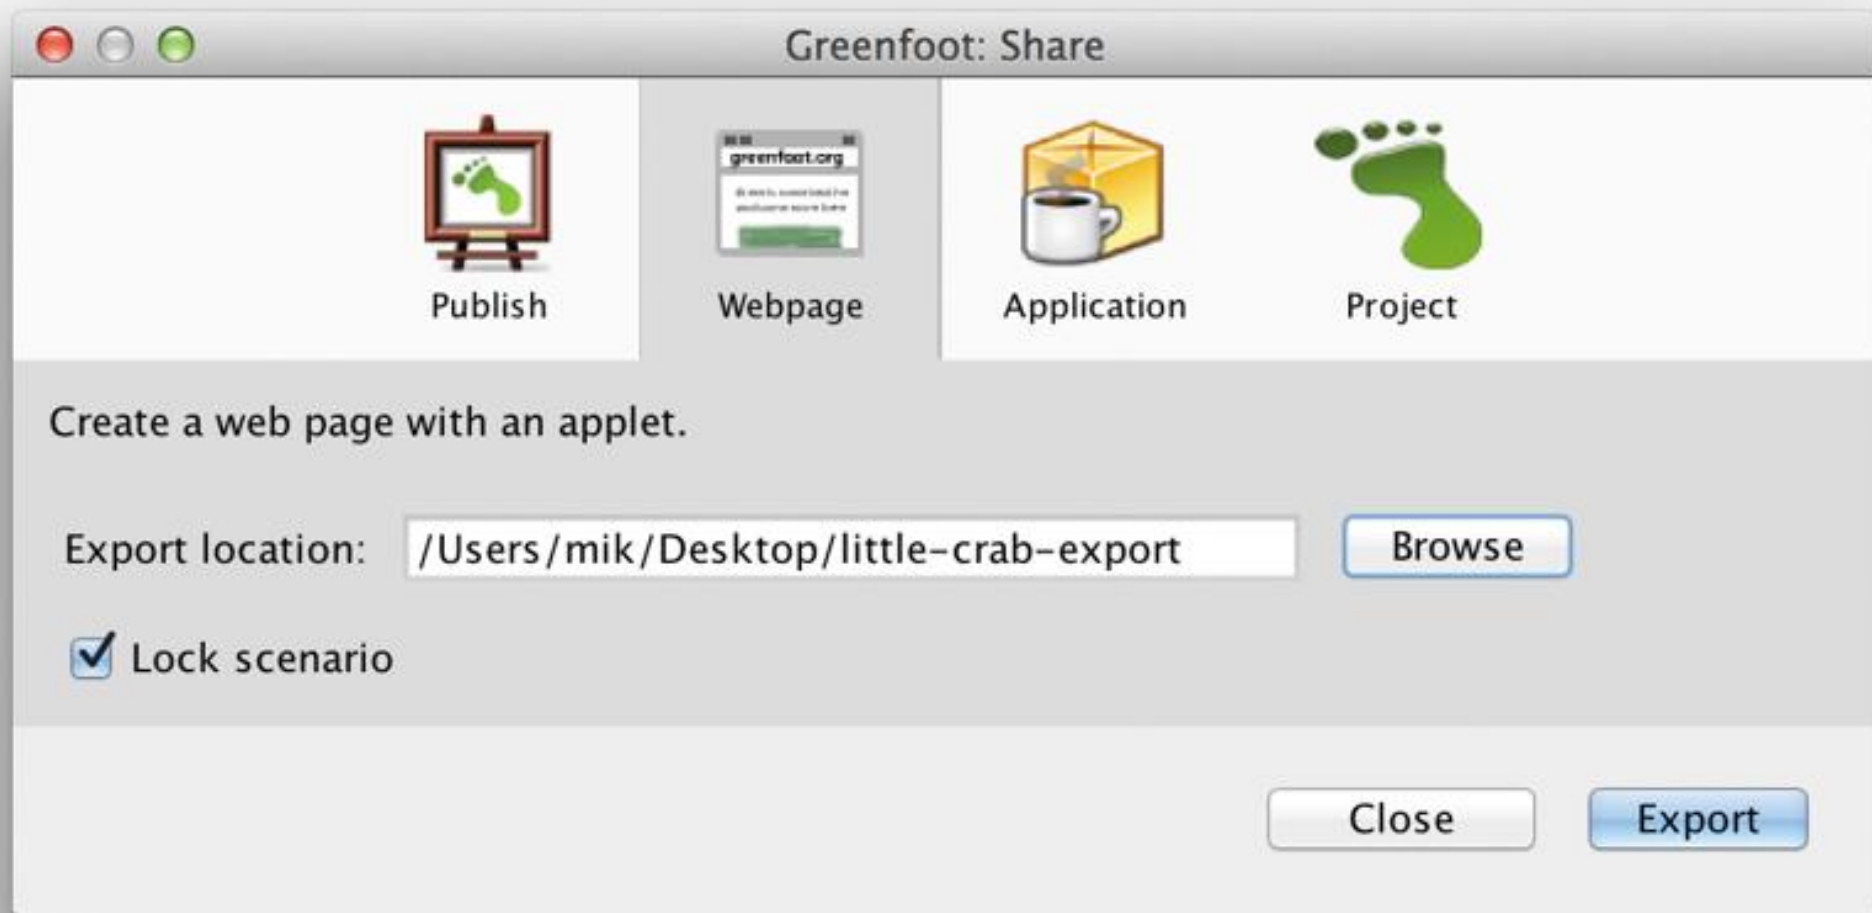 Greenfoot: Share
greenfoot.org
Publish
Webpage
Application
Project
Create a web page with an applet.
Export location:
/Users/mik/Desktop/little-crab-export
Browse
Lock scenario
Close
Export